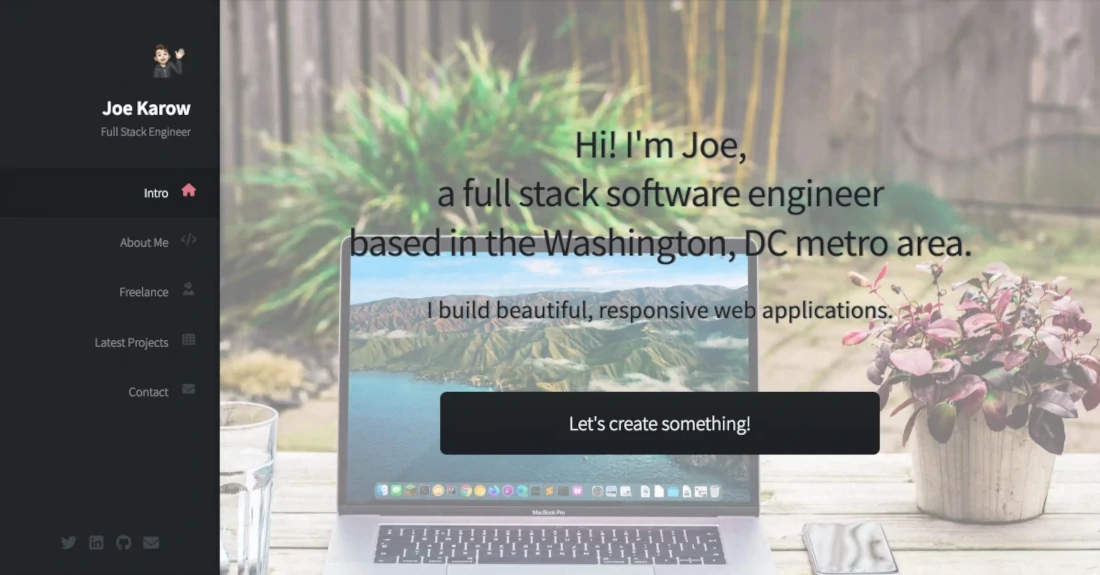 Joe Karow
Full Stack Engineer
Intro
About Me
Freelance
Latest Projects
Contact
Hi! I'm Joe,
a full stack software engineer
based in the Washington, DC metro area.
I build beautiful, responsive web applications.
Let's create something!
MacBook Pro